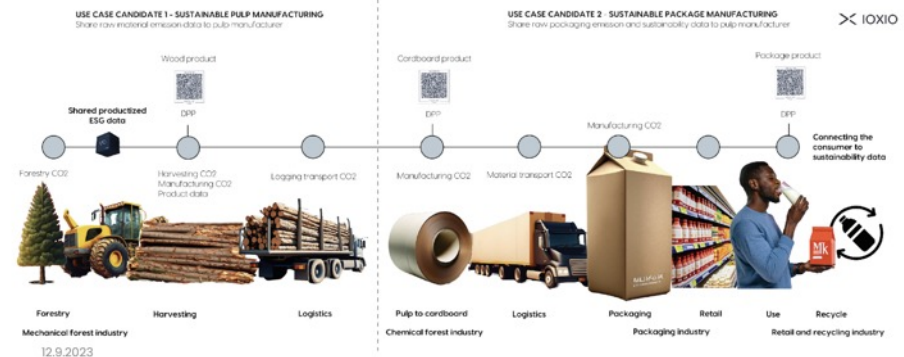 USE CASE CANDIDATE 1 - SUSTAINABLE PULP MANUFACTURING
Share raw material emission data to pulp manufacturer
USE CASE CANDIDATE 2 - SUSTAINABLE PACKAGE MANUFACTURING
Share raw packaging emission and sustainability data to pulp manufacturer
IOXIO
Wood product
Cardboard product
Package product
Shared productized
ESG data
DPP
DPP
DPP
Manufacturing CO2
Connecting the
consumer to
sustainability data
Forestry CO2
Harvesting CO2
Manufacturing CO2
Product data
Logging transport CO2
Manufacturing CO2
Material transport CO2
Mk
Forestry
Harvesting
Logistics
Pulp to cardboard
Logistics
Packaging
Retail
Use
Recycle
Mechanical forest industry
Chemical forest industry
Packaging industry
Retail and recycling industry
12.9.2023